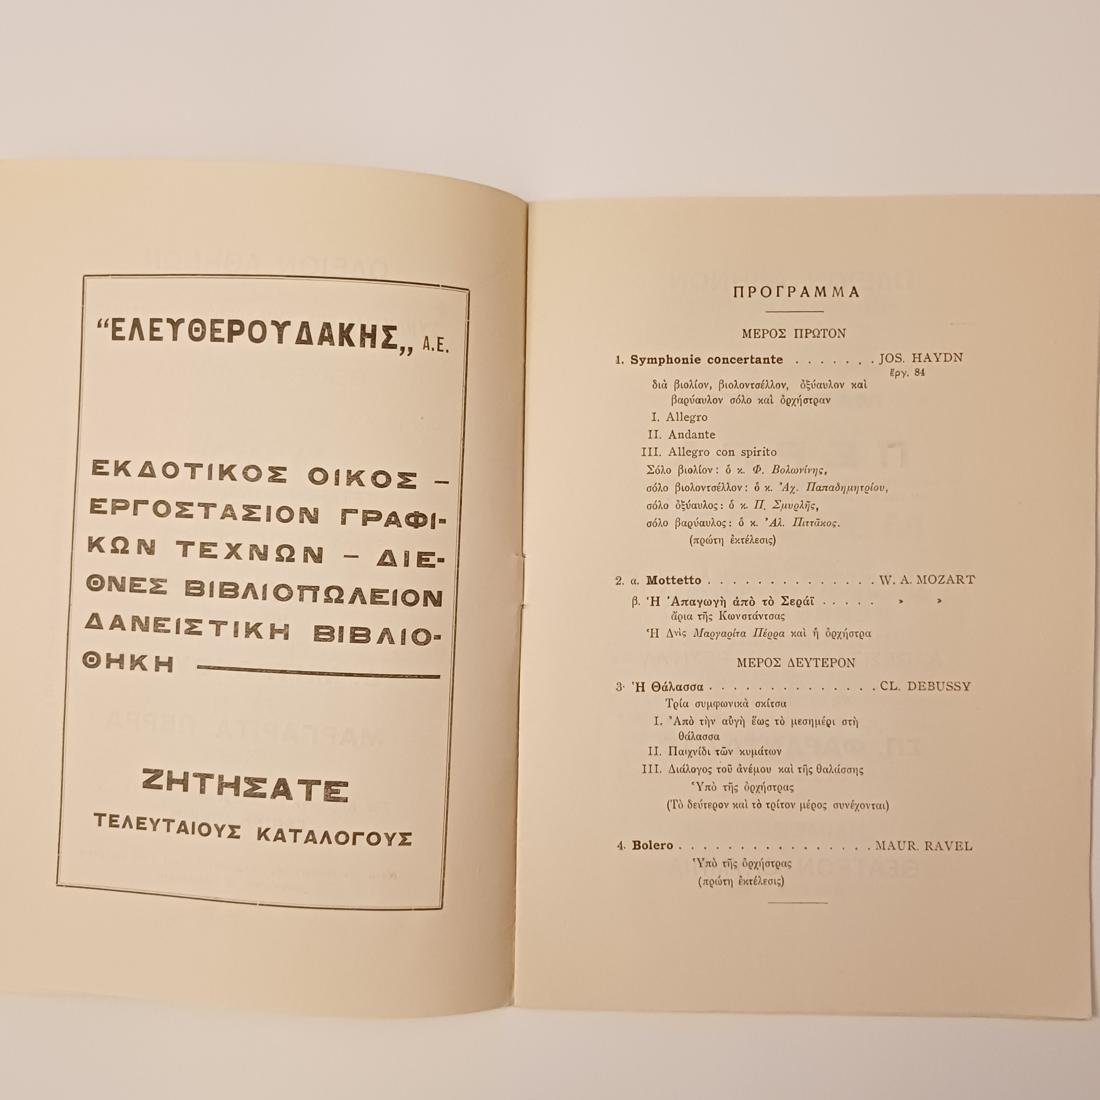 “ΕΛΕΥΘΕΡΟΥΔΑΚΗΣ„ Α.Ε.
ΕΚΔΟΤΙΚΟΣ ΟΙΚΟΣ –
ΕΡΓΟΣΤΑΣΙΟΝ ΓΡΑΦΙ-
ΚΩΝ ΤΕΧΝΩΝ – ΔΙΕ-
ΘΝΕΣ ΒΙΒΛΙΟΠΩΛΕΙΟΝ
ΔΑΝΕΙΣΤΙΚΗ ΒΙΒΛΙΟ-
ΘΗΚΗ
ΖΗΤΗΣΑΤΕ
ΤΕΛΕΥΤΑΙΟΥΣ ΚΑΤΑΛΟΓΟΥΣ
ΠΡΟΓΡΑΜΜΑ
ΜΕΡΟΣ ΠΡΩΤΟΝ
1. Symphonie concertante . . . . . . . JOS. HAYDN
ἔργ. 84
διὰ βιολίον, βιολοντσέλλον, ὀξύαυλον καὶ
βαρύαυλον σόλο καὶ ὀρχήστραν
I. Allegro
II. Andante
III. Allegro con spirito
Σόλο βιολίον: ὁ κ. Φ. Βολωνίνης,
σόλο βιολοντσέλλον: ὁ κ. Ἀχ. Παπαδημητρίου,
σόλο ὀξύαυλος: ὁ κ. Π. Σμυρλῆς,
σόλο βαρύαυλος: ὁ κ. Ἀλ. Πιττᾶκος.
(πρώτη ἐκτέλεσις)
2. α. Mottetto . . . . . . . . . . . . . . W. A. MOZART
β. Ἡ Ἀπαγωγὴ ἀπὸ τὸ Σεράϊ . . . . . » »
ἄρια τῆς Κωνστάντσας
Ἡ Δνὶς Μαργαρίτα Πέρρα καὶ ἡ ὀρχήστρα
ΜΕΡΟΣ ΔΕΥΤΕΡΟΝ
3· Ἡ Θάλασσα . . . . . . . . . . . . . . CL. DEBUSSY
Τρία συμφωνικὰ σκίτσα
I. Ἀπὸ τὴν αὐγὴ ἕως τὸ μεσημέρι στὴ
θάλασσα
II. Παιχνίδι τῶν κυμάτων
III. Διάλογος τοῦ ἀνέμου καὶ τῆς θαλάσσης
Ὑπὸ τῆς ὀρχήστρας
(Τὸ δεύτερον καὶ τὸ τρίτον μέρος συνέχονται)
4. Bolero . . . . . . . . . . . . . . . . MAUR. RAVEL
Ὑπὸ τῆς ὀρχήστρας
(πρώτη ἐκτέλεσις)